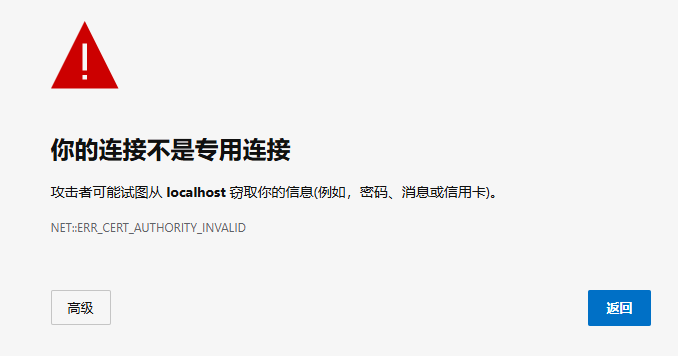 你的连接不是专用连接
攻击者可能试图从 localhost 窃取你的信息(例如，密码、消息或信用卡)。
NET::ERR_CERT_AUTHORITY_INVALID
高级
返回